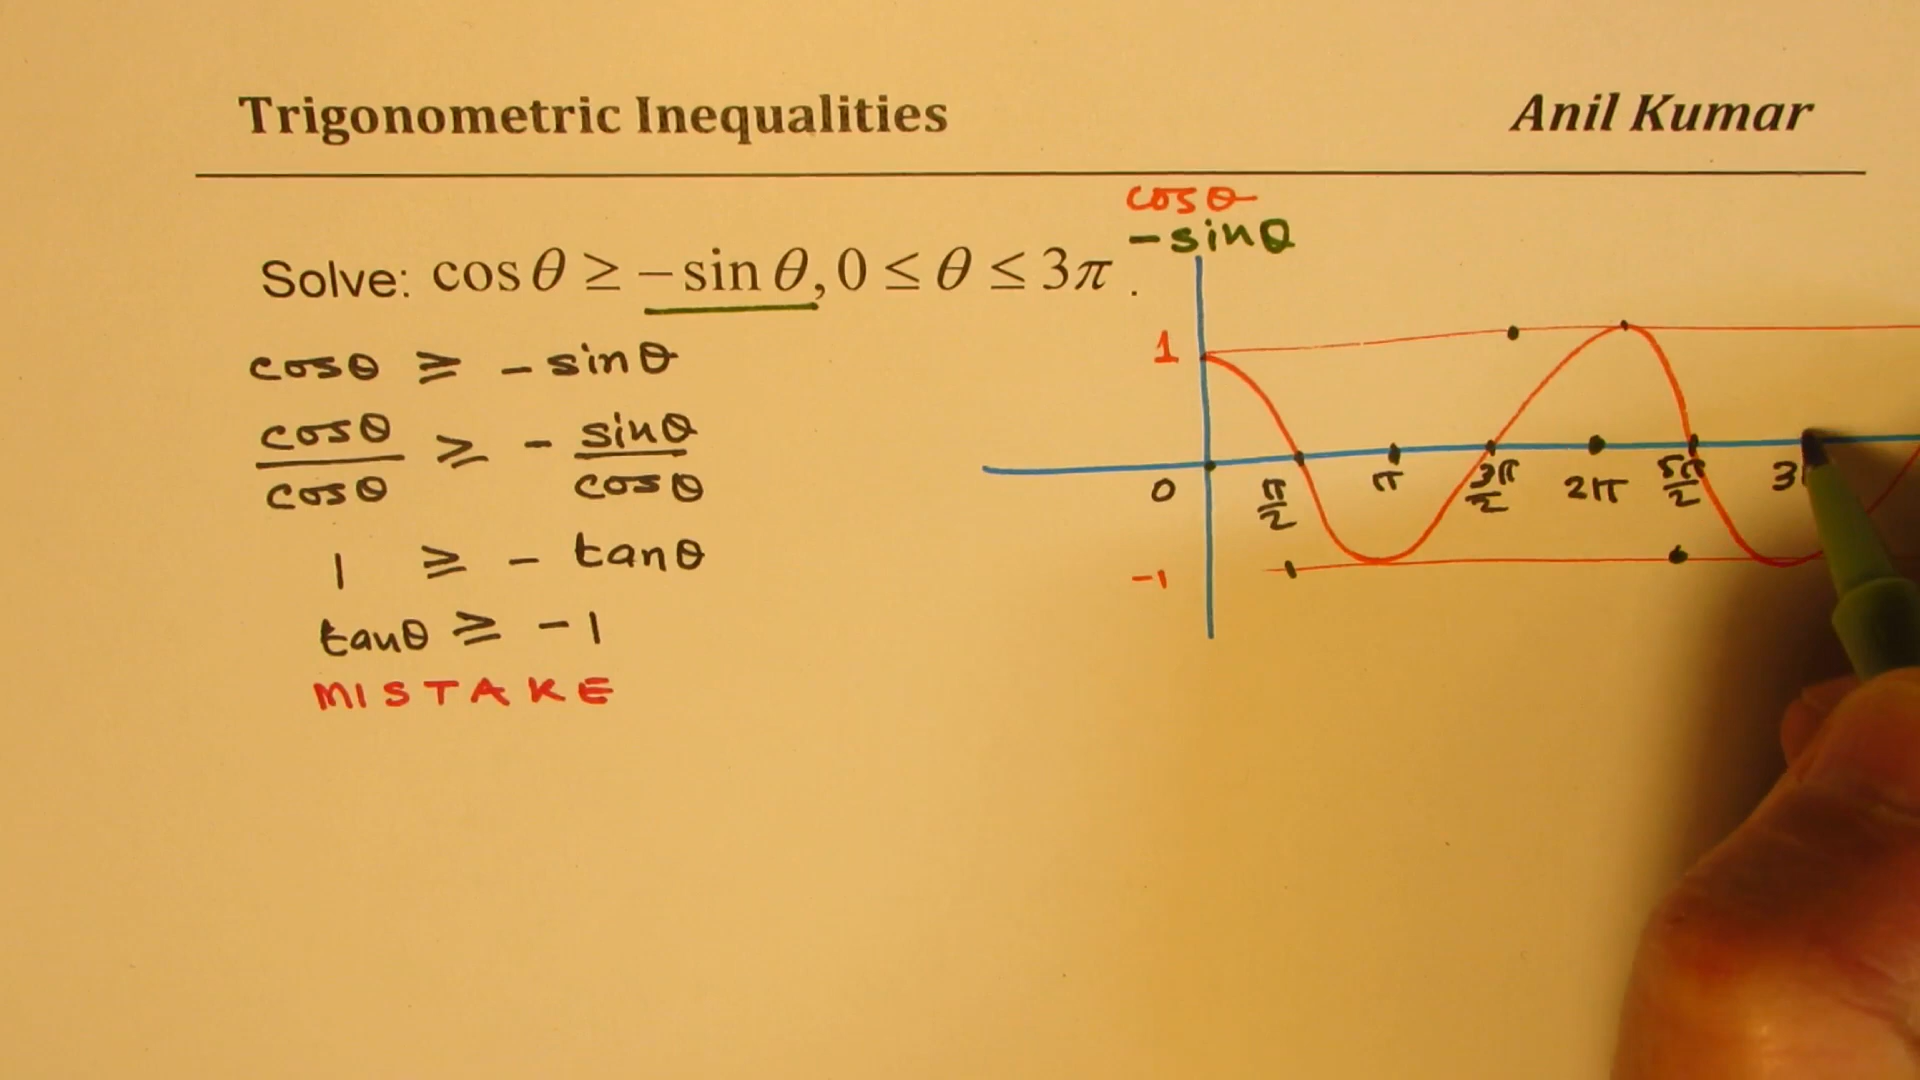 Trigonometric Inequalities
Anil Kumar
Solve: cos θ ≥ −sin θ, 0 ≤ θ ≤ 3π .
cosθ ≥ − sinθ
cosθ/cosθ ≥ − sinθ/cosθ
1 ≥ − tanθ
tanθ ≥ −1
MISTAKE
cosθ
−sinθ
1
0 π/2 π 3π/2 2π 5π/2 3
−1